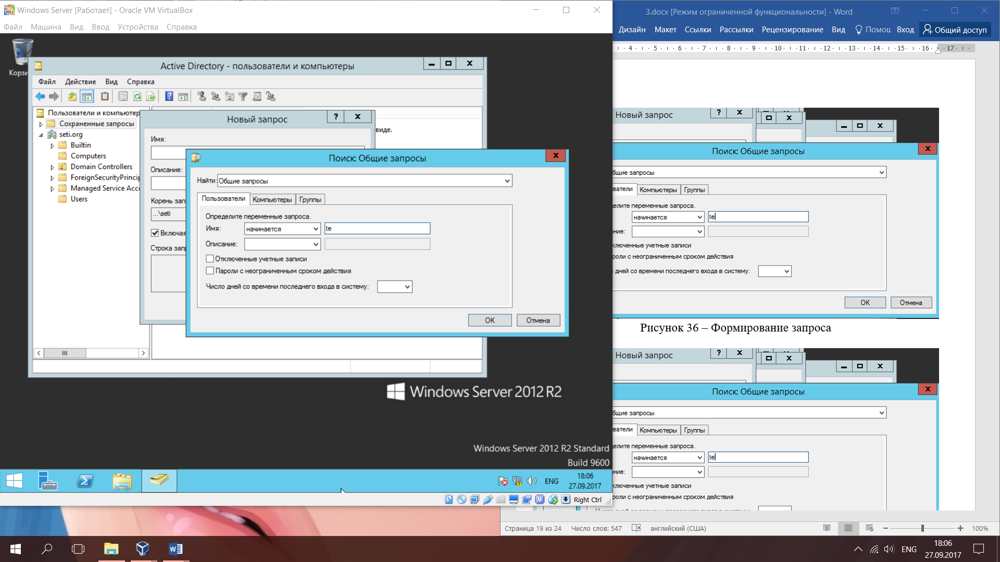 Windows Server [Работает] - Oracle VM VirtualBox
Файл Машина Вид Ввод Устройства Справка
Active Directory - пользователи и компьютеры
Файл Действие Вид Справка
Пользователи и компьютер
Сохраненные запросы
seti.org
Builtin
Computers
Domain Controllers
ForeignSecurityPrincip
Managed Service Acc
Users
виде.
Новый запрос
Имя:
Описание:
Корень зап
...\seti
Включая
Строка зап
Поиск: Общие запросы
Найти: Общие запросы
Пользователи Компьютеры Группы
Определите переменные запроса.
Имя: начинается te
Описание:
Отключенные учетные записи
Пароли с неограниченным сроком действия
Число дней со времени последнего входа в систему:
OK Отмена
Windows Server 2012 R2
Windows Server 2012 R2 Standard
Build 9600
ENG 18:06
27.09.2017
Right Ctrl
3.docx [Режим ограниченной функциональности] - Word
Дизайн Макет Ссылки Рассылки Рецензирование Вид Помощ Вход Общий доступ
4 5 6 7 8 9 10 11 12 13 14 15 16 17
Новый запрос
Поиск: Общие запросы
бщие запросы
ватели Компьютеры Группы
делите переменные запроса.
начинается te
ние:
ключенные учетные записи
роли с неограниченным сроком действия
дней со времени последнего входа в систему:
OK Отмена
Рисунок 36 – Формирование запроса
Новый запрос
Поиск: Общие запросы
бщие запросы
ватели Компьютеры Группы
делите переменные запроса.
начинается te
ние:
ключенные учетные записи
роли с неограниченным сроком действия
Страница 19 из 24 Число слов: 547 английский (США) 100%
ENG 18:06
27.09.2017